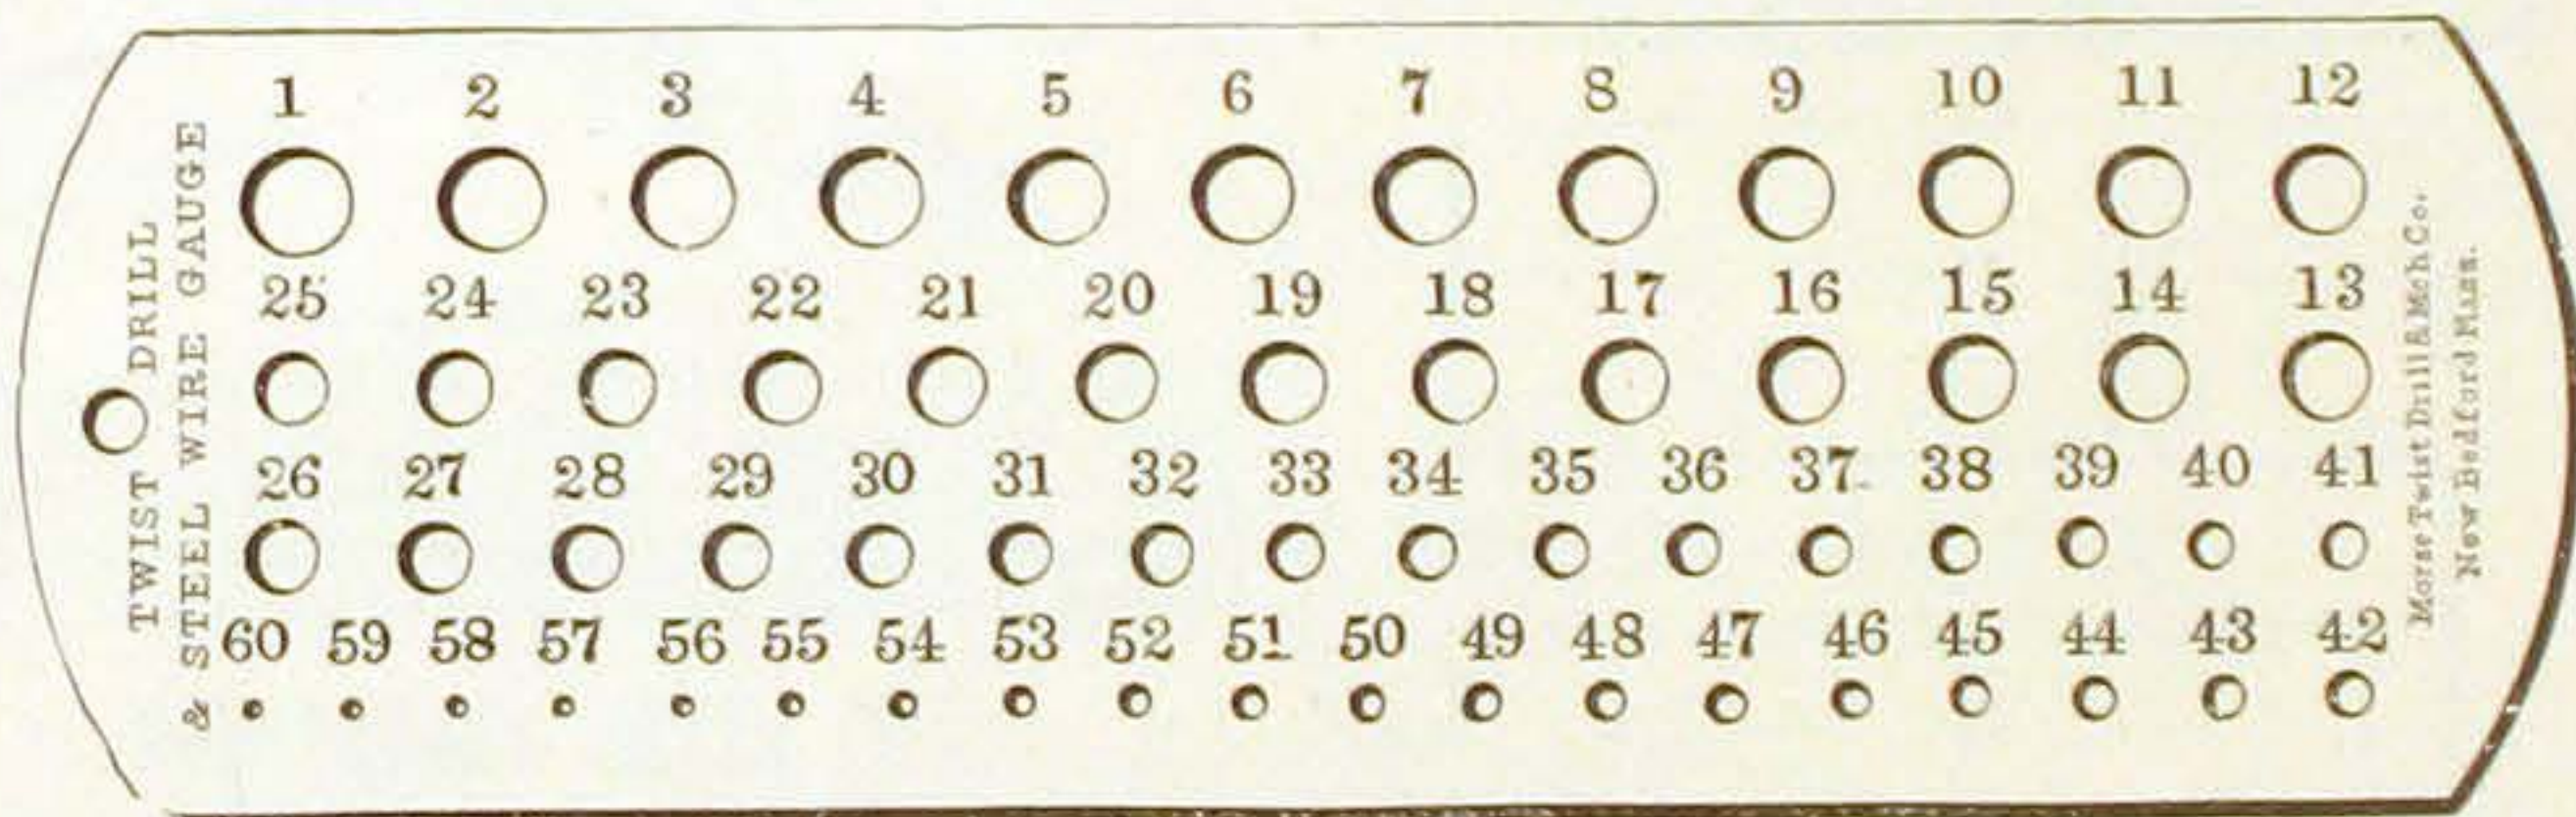 TWIST DRILL
& STEEL WIRE GAUGE
1 2 3 4 5 6 7 8 9 10 11 12
25 24 23 22 21 20 19 18 17 16 15 14 13
26 27 28 29 30 31 32 33 34 35 36 37 38 39 40 41
60 59 58 57 56 55 54 53 52 51 50 49 48 47 46 45 44 43 42
Morse Twist Drill & Mch Co.
New Bedford Mass.